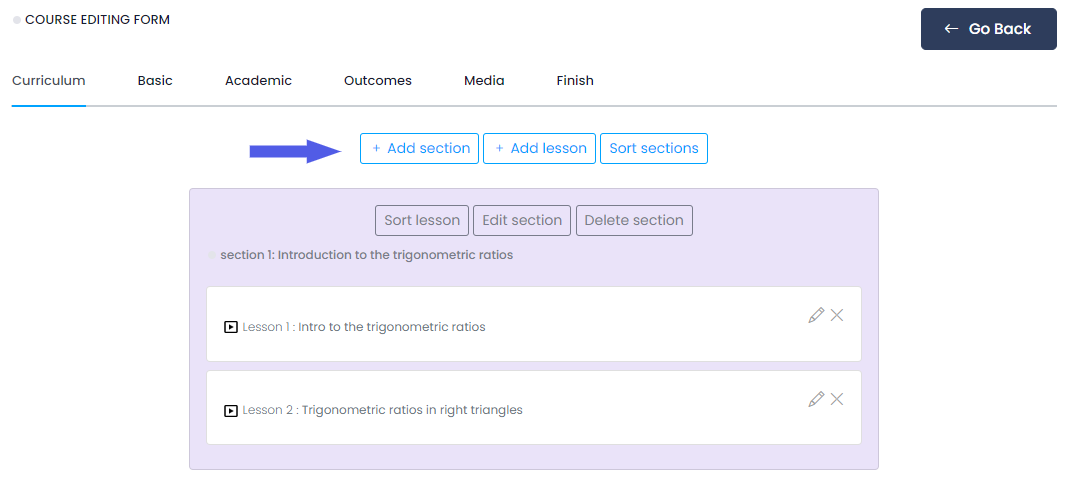 COURSE EDITING FORM
← Go Back
Curriculum Basic Academic Outcomes Media Finish
+ Add section + Add lesson Sort sections
Sort lesson Edit section Delete section
section 1: Introduction to the trigonometric ratios
Lesson 1 : Intro to the trigonometric ratios
Lesson 2 : Trigonometric ratios in right triangles